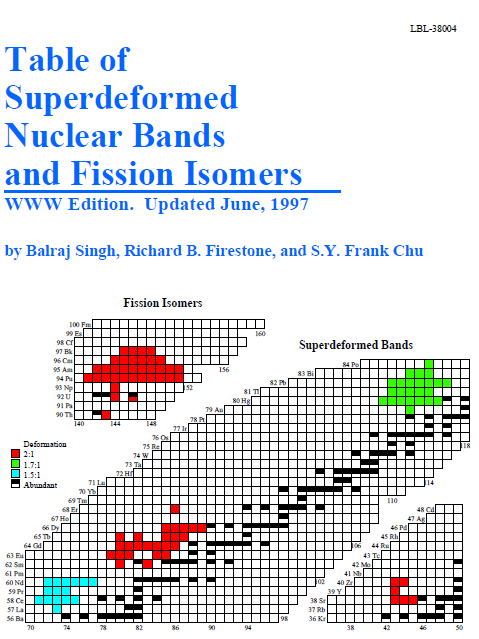 LBL-38004
Table of
Superdeformed
Nuclear Bands
and Fission Isomers
WWW Edition. Updated June, 1997
by Balraj Singh, Richard B. Firestone, and S.Y. Frank Chu
Fission Isomers
100 Fm
99 Es
160
98 Cf
97 Bk
96 Cm
156
95 Am
94 Pu
93 Np
152
92 U
91 Pa
90 Th
140 144 148
Superdeformed Bands
84 Po
83 Bi
82 Pb
81 Tl
80 Hg
79 Au
78 Pt
77 Ir
76 Os
75 Re
118
74 W
73 Ta
72 Hf
71 Lu
114
70 Yb
69 Tm
110
68 Er
67 Ho
66 Dy
65 Tb
64 Gd
106
63 Eu
62 Sm
61 Pm
60 Nd
102
59 Pr
58 Ce
57 La
56 Ba
98
70 74 78 82 86 90 94
Deformation
2:1
1.7:1
1.5:1
Abundant
48 Cd
47 Ag
46 Pd
45 Rh
44 Ru
43 Tc
42 Mo
41 Nb
40 Zr
39 Y
38 Sr
37 Rb
36 Kr
38 42 46 50